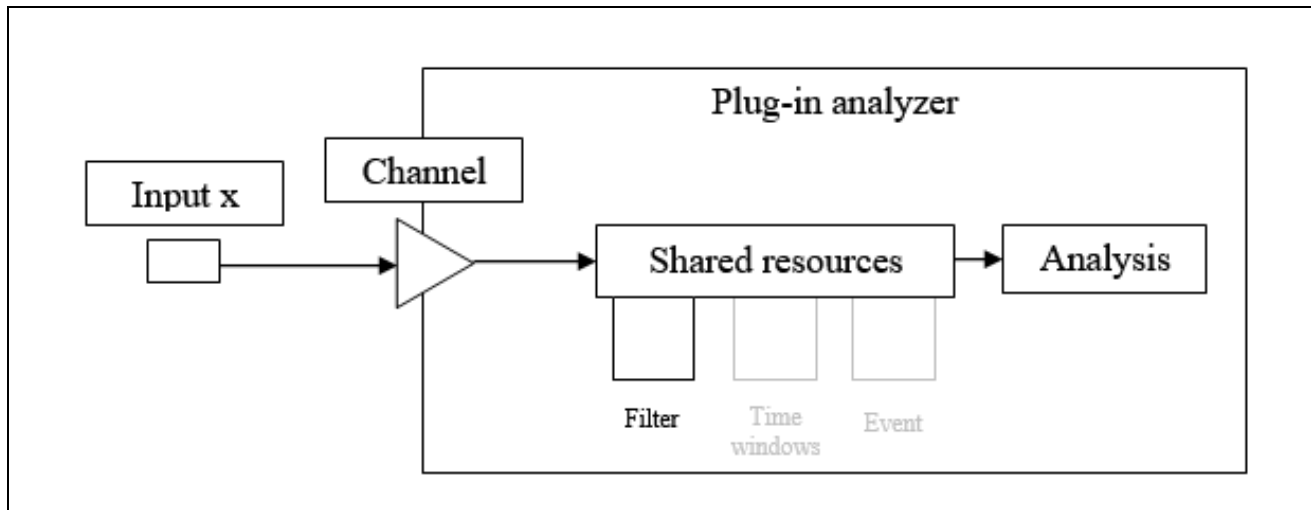 Plug-in analyzer
Channel
Input x
Shared resources
Analysis
Filter
Time
windows
Event